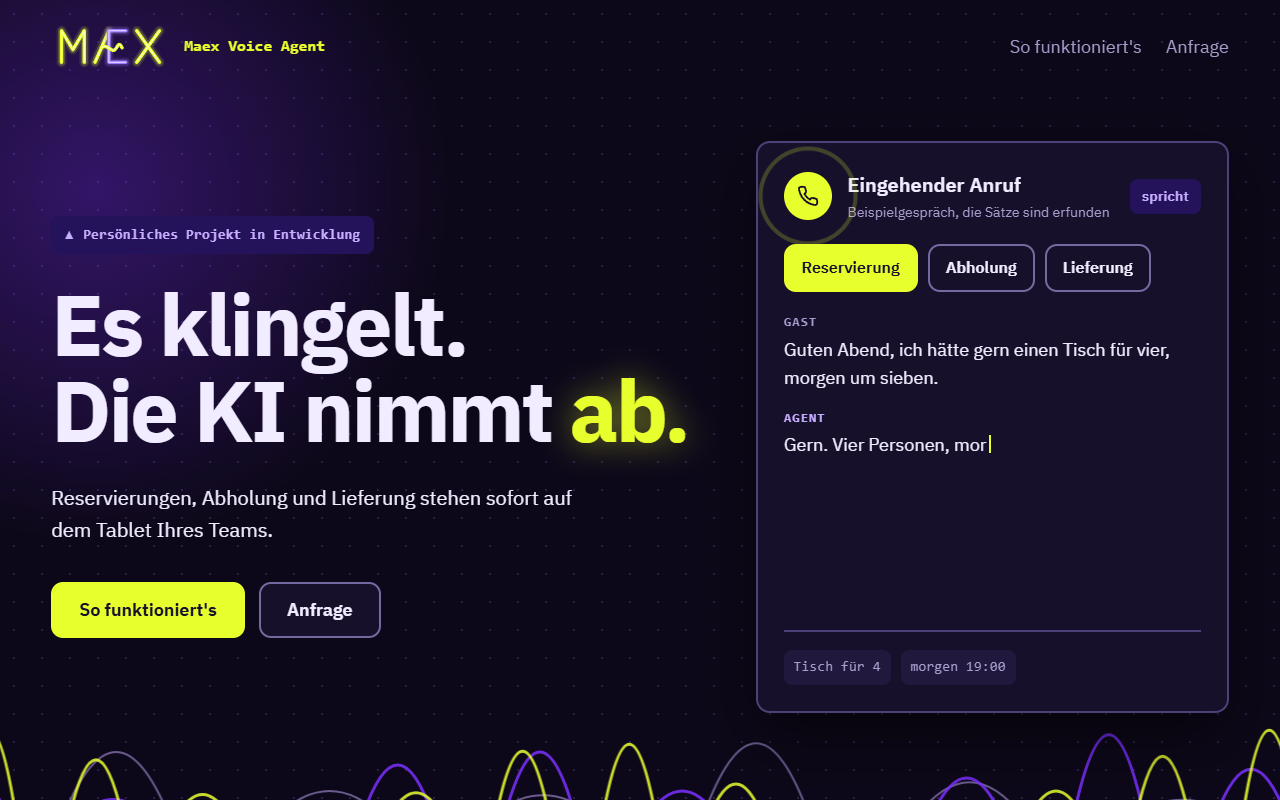 MAEX
Maex Voice Agent
So funktioniert's
Anfrage
▲ Persönliches Projekt in Entwicklung
Es klingelt.
Die KI nimmt ab.
Reservierungen, Abholung und Lieferung stehen sofort auf
dem Tablet Ihres Teams.
So funktioniert's
Anfrage
Eingehender Anruf
Beispielgespräch, die Sätze sind erfunden
spricht
Reservierung
Abholung
Lieferung
GAST
Guten Abend, ich hätte gern einen Tisch für vier,
morgen um sieben.
AGENT
Gern. Vier Personen, mor
Tisch für 4
morgen 19:00